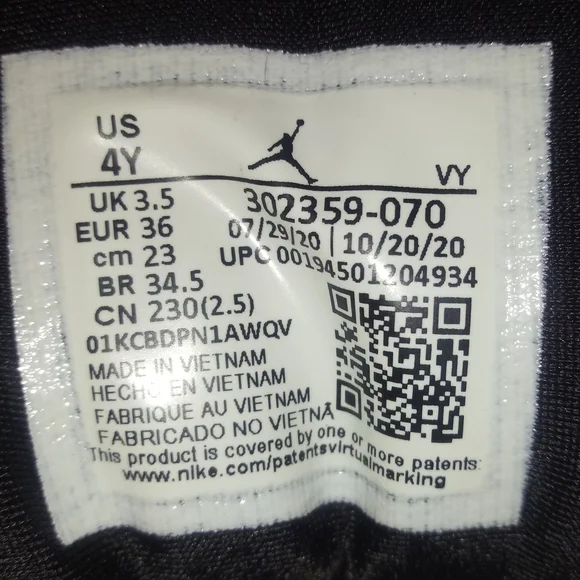 US
4Y
VY
UK 3.5
EUR 36
cm 23
BR 34.5
CN 230(2.5)
302359-070
07/29/20 | 10/20/20
UPC 00194501204934
01KCBDPN1AWQV
MADE IN VIETNAM
HECHO EN VIETNAM
FABRIQUE AU VIETNAM
FABRICADO NO VIETNÃ
This product is covered by one or more patents:
www.nike.com/patentsvirtualmarking